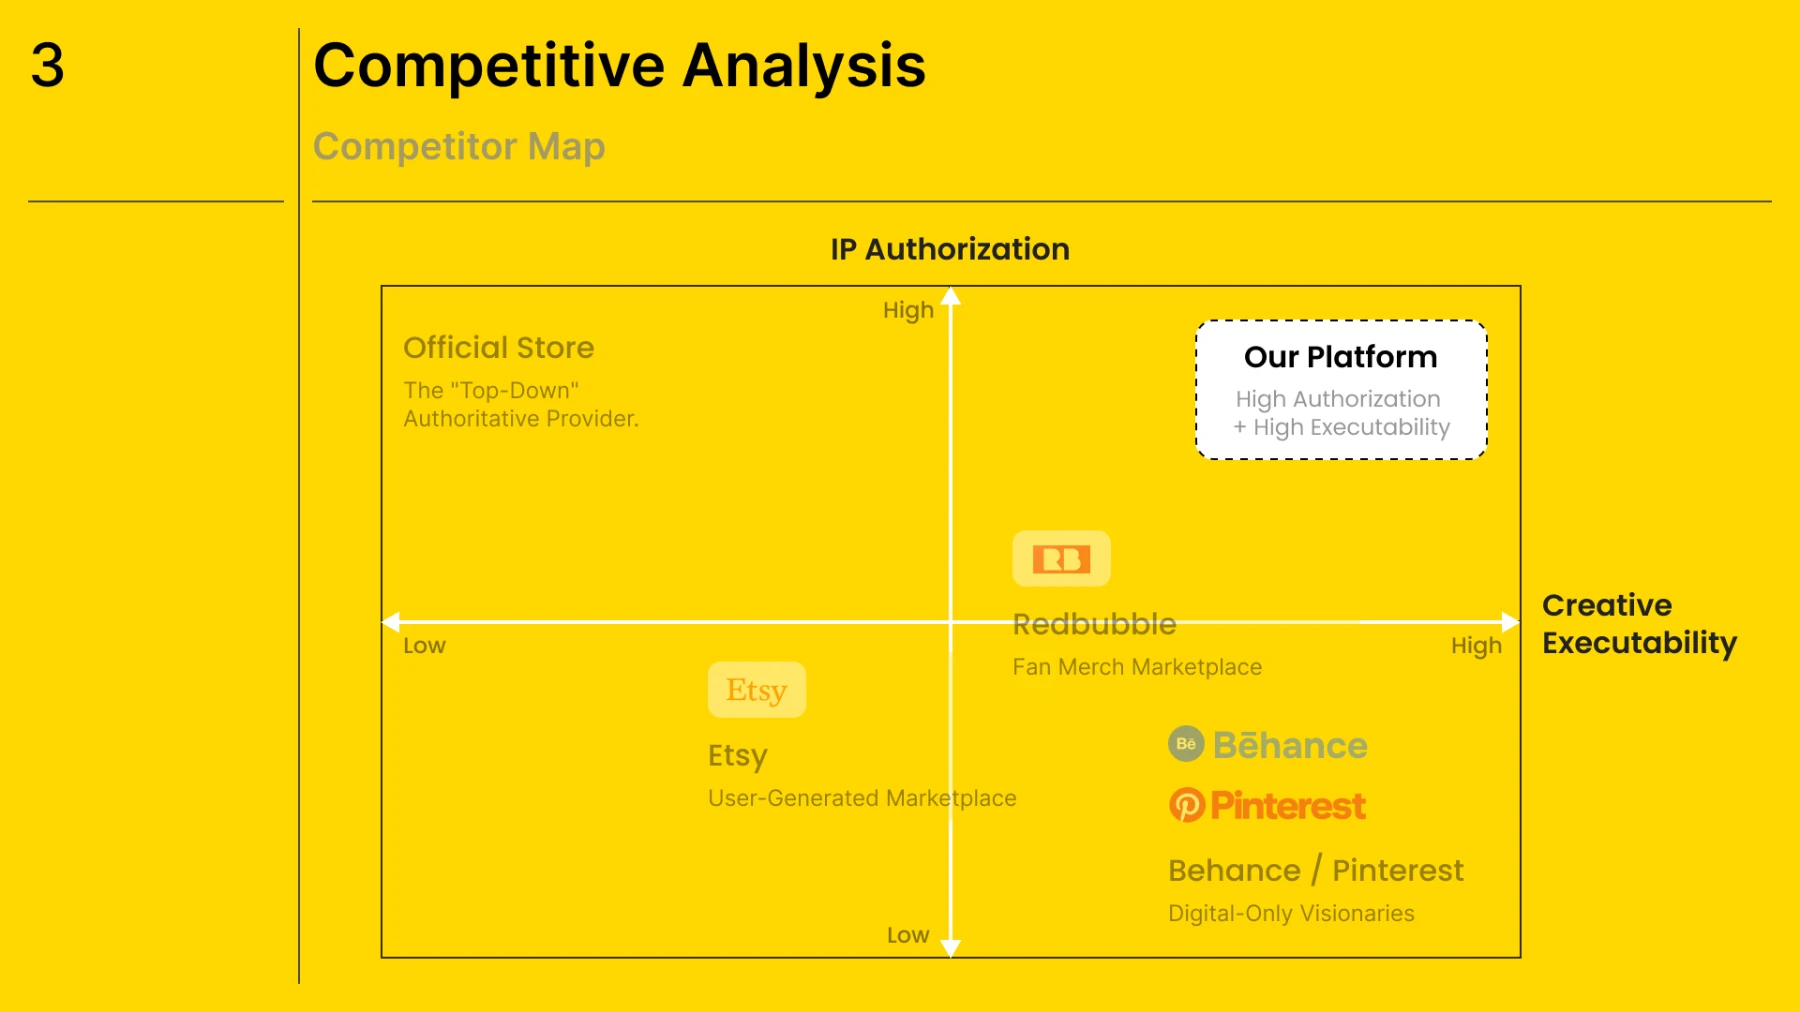 3
Competitive Analysis
Competitor Map
IP Authorization
High
Official Store
The "Top-Down"
Authoritative Provider.
Our Platform
High Authorization
+ High Executability
RB
Redbubble
Fan Merch Marketplace
Creative
Executability
Low
High
Etsy
Etsy
User-Generated Marketplace
Bē Bēhance
Pinterest
Behance / Pinterest
Digital-Only Visionaries
Low